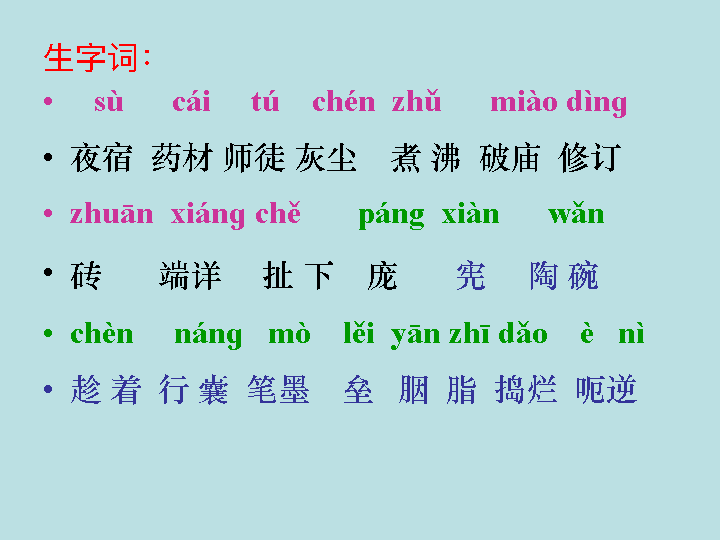 生字词：
• sù cái tú chén zhǔ miào dìng
• 夜宿 药材 师徒 灰尘 煮 沸 破庙 修订
• zhuān xiáng chě páng xiàn wǎn
• 砖 端详 扯 下 庞 宪 陶 碗
• chèn náng mò lěi yān zhī dǎo è nì
• 趁 着 行 囊 笔墨 垒 胭 脂 捣烂 呃逆